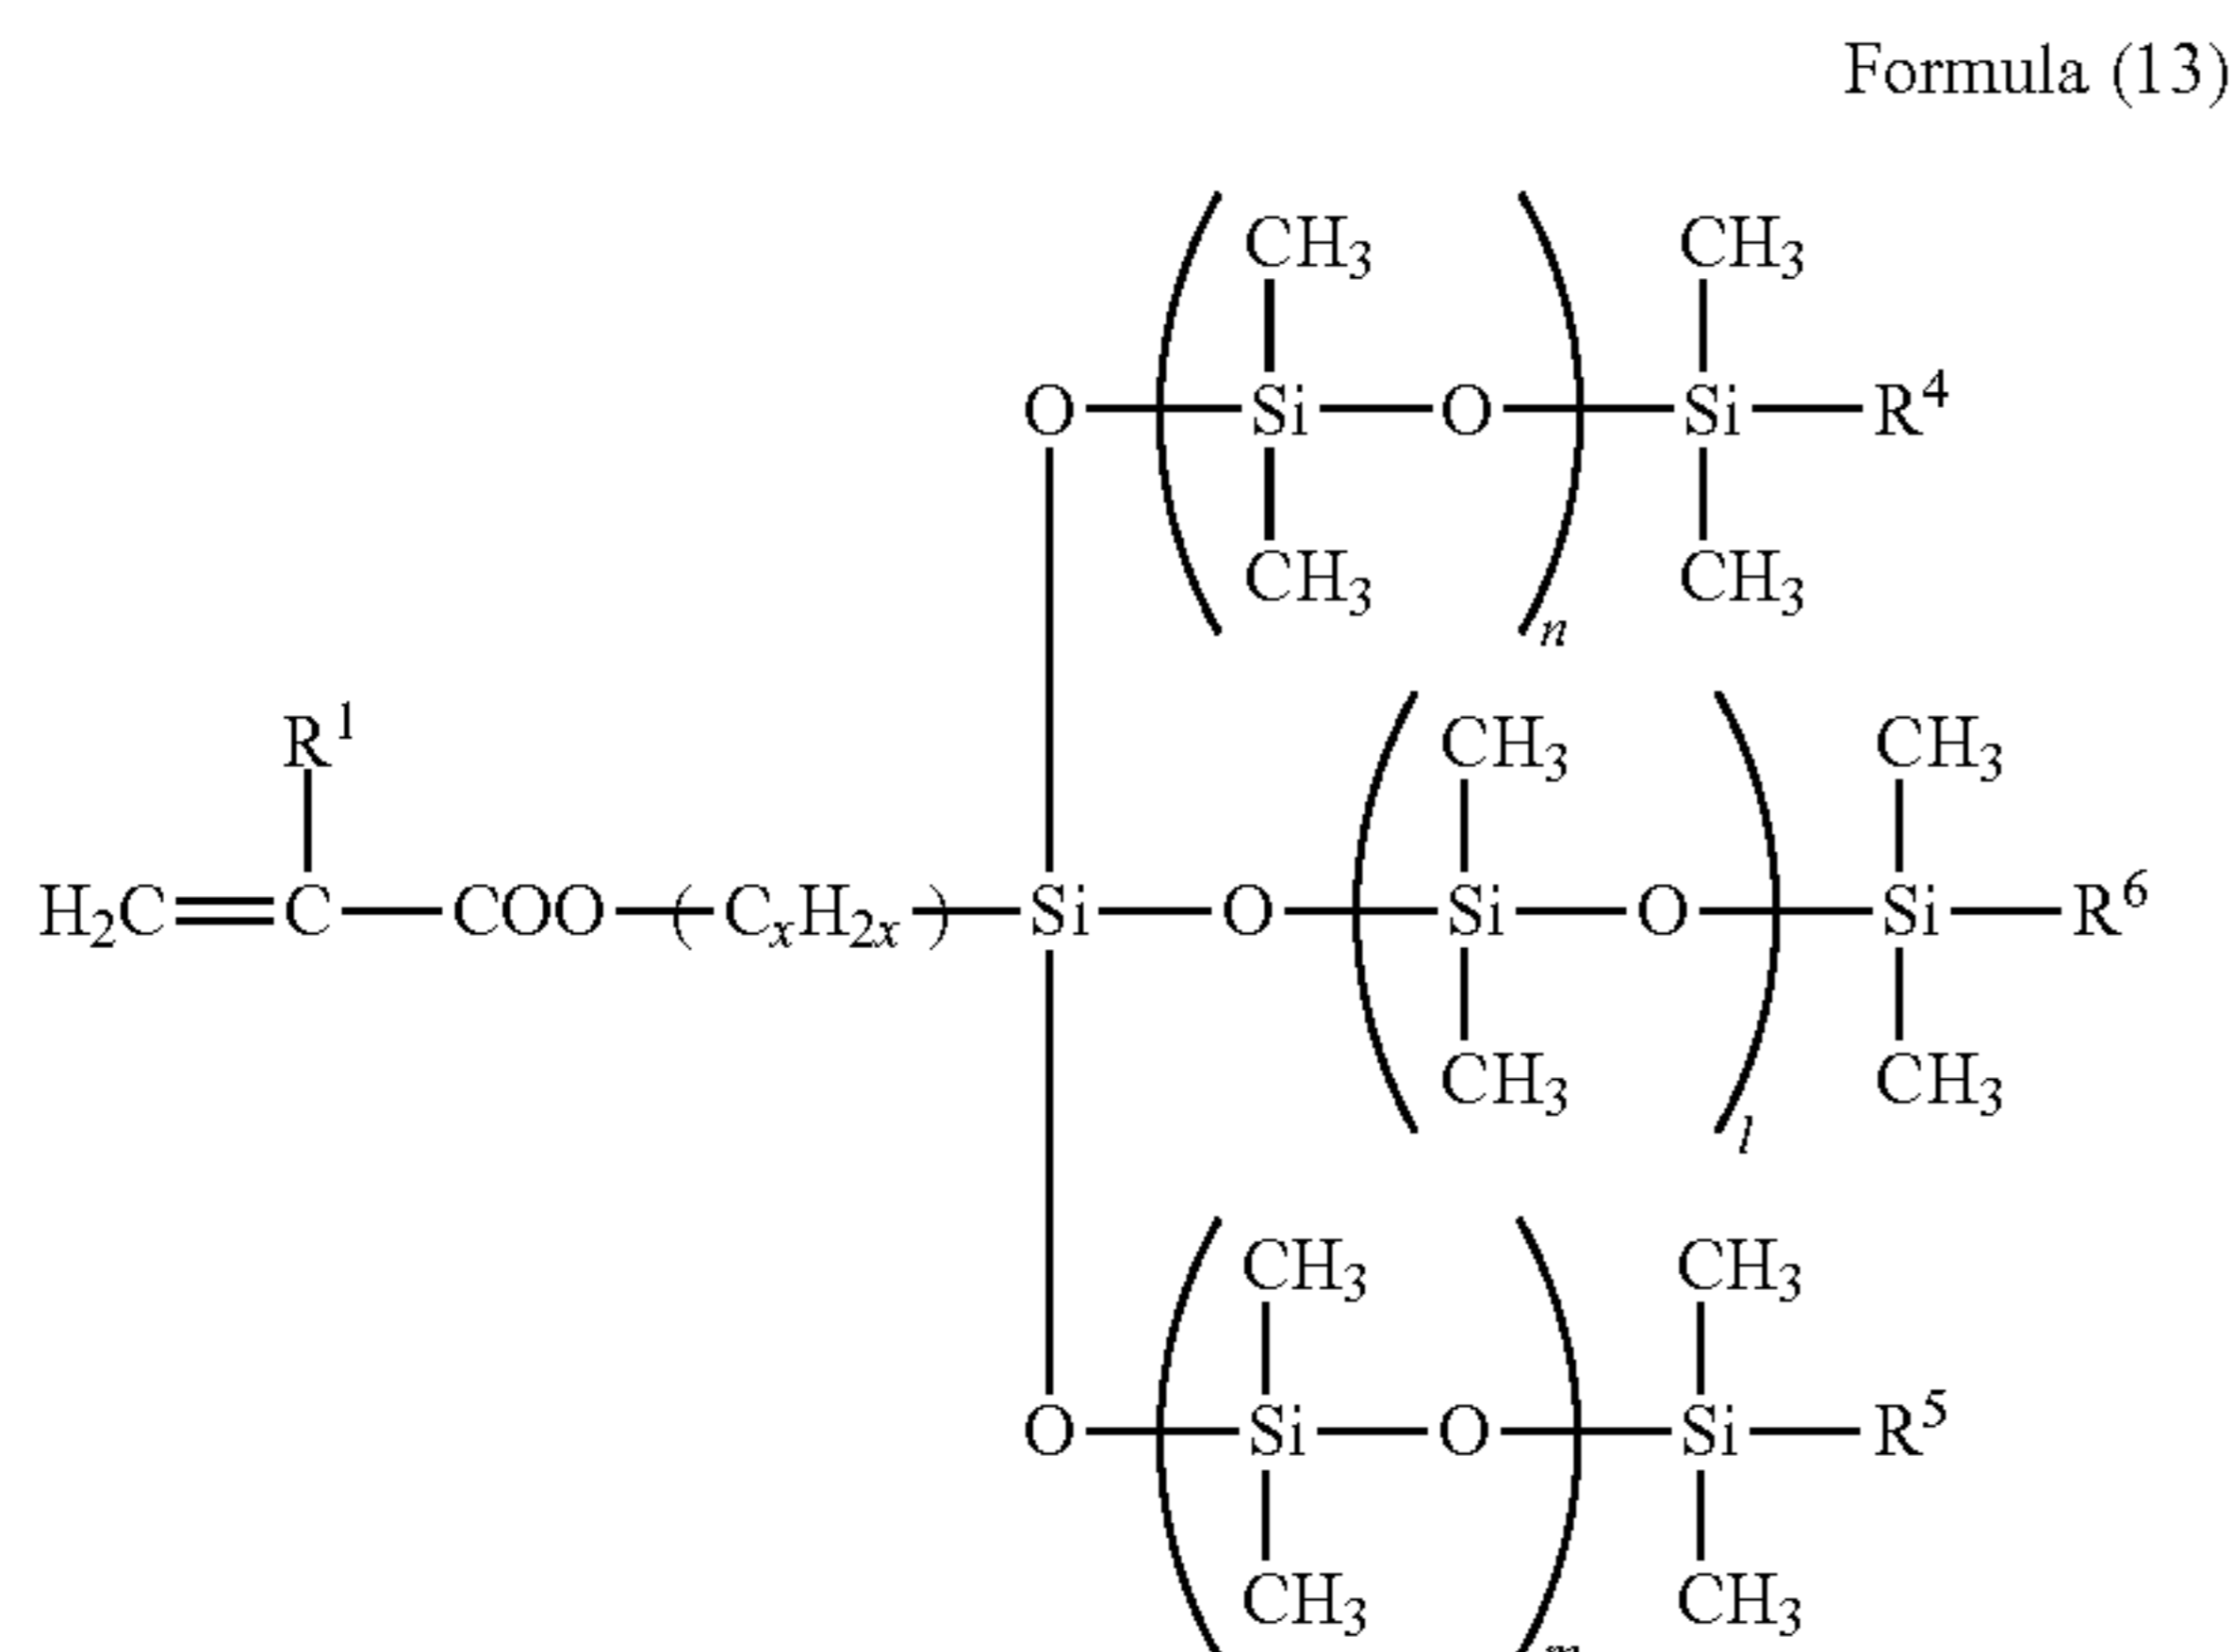 Formula (13)
CH3 CH3
O Si O Si R4
CH3 CH3
n
R1 CH3 CH3
H2C=C—COO—(CxH2x)—Si—O Si O Si R6
CH3 CH3
l
CH3 CH3
O Si O Si R5
CH3 CH3
m